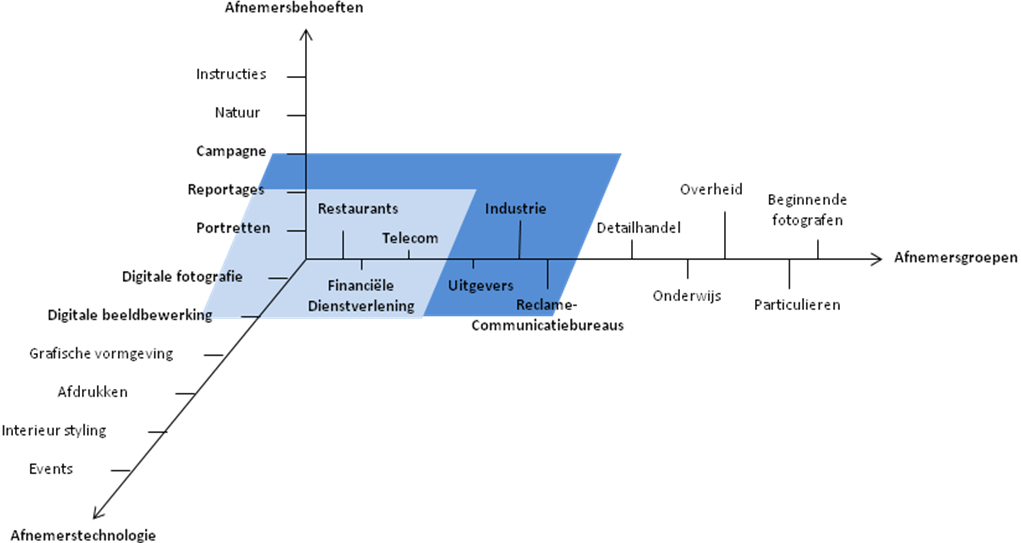 Afnemersbehoeften
Instructies
Natuur
Campagne
Reportages
Portretten
Restaurants
Telecom
Industrie
Detailhandel
Overheid
Beginnende
fotografen
Afnemersgroepen
Financiële
Dienstverlening
Uitgevers
Reclame-
Communicatiebureaus
Onderwijs
Particulieren
Digitale fotografie
Digitale beeldbewerking
Grafische vormgeving
Afdrukken
Interieur styling
Events
Afnemerstechnologie